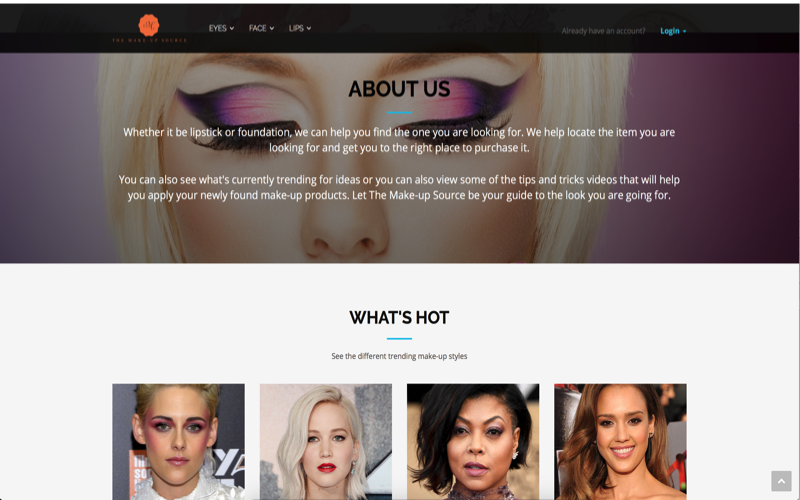 EYES FACE LIPS
Already have an account? Login
THE MAKE-UP SOURCE
ABOUT US
Whether it be lipstick or foundation, we can help you find the one you are looking for. We help locate the item you are
looking for and get you to the right place to purchase it.
You can also see what's currently trending for ideas or you can also view some of the tips and tricks videos that will help
you apply your newly found make-up products. Let The Make-up Source be your guide to the look you are going for.
WHAT'S HOT
See the different trending make-up styles